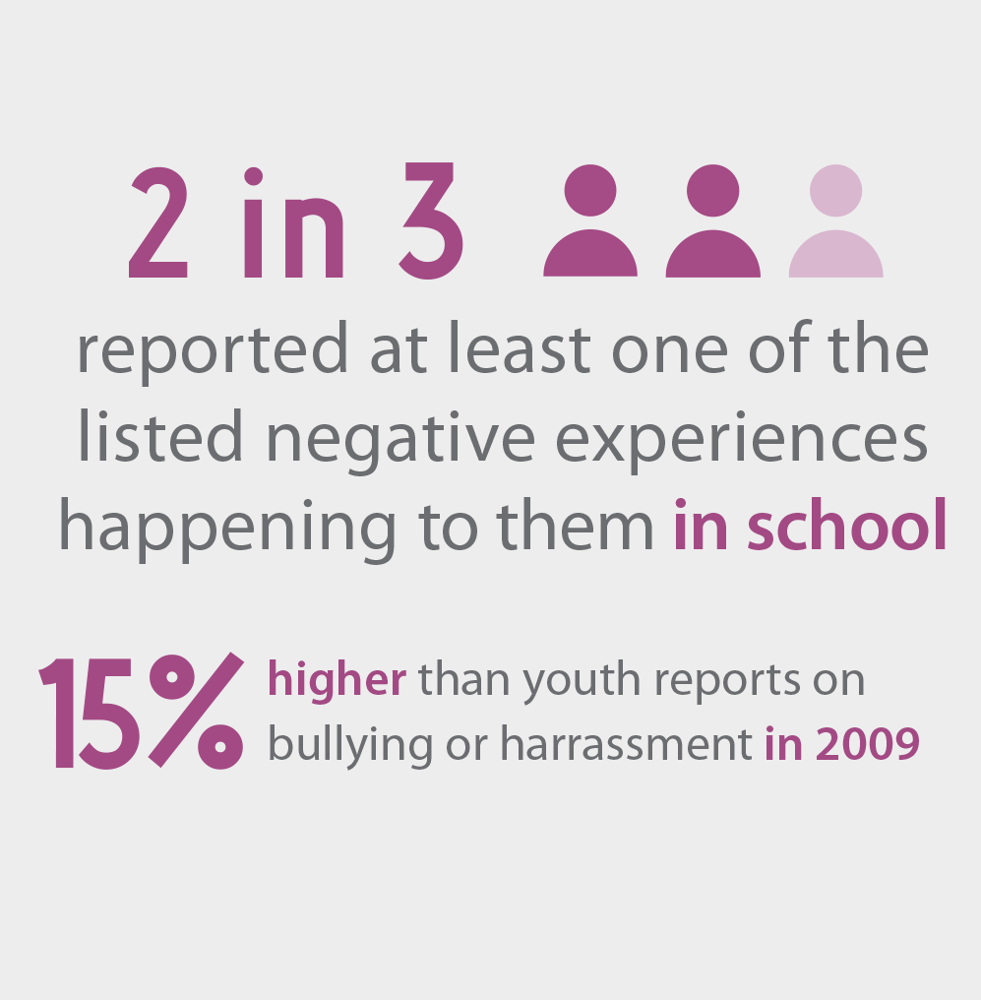 2 in 3
reported at least one of the
listed negative experiences
happening to them in school
15% higher than youth reports on
bullying or harrassment in 2009